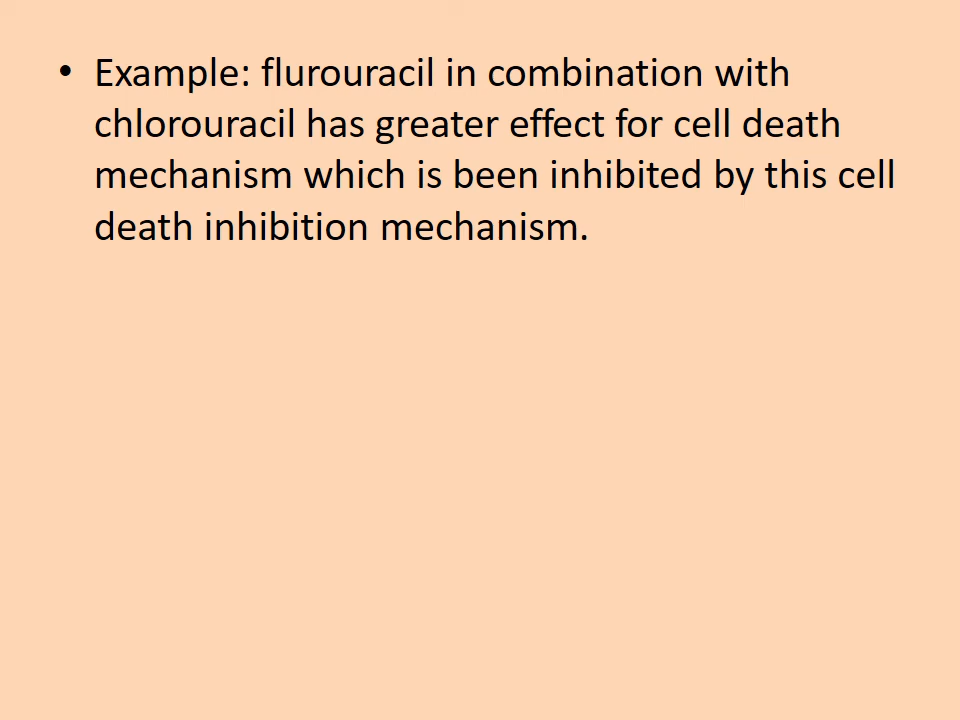 • Example: flurouracil in combination with
chlorouracil has greater effect for cell death
mechanism which is been inhibited by this cell
death inhibition mechanism.